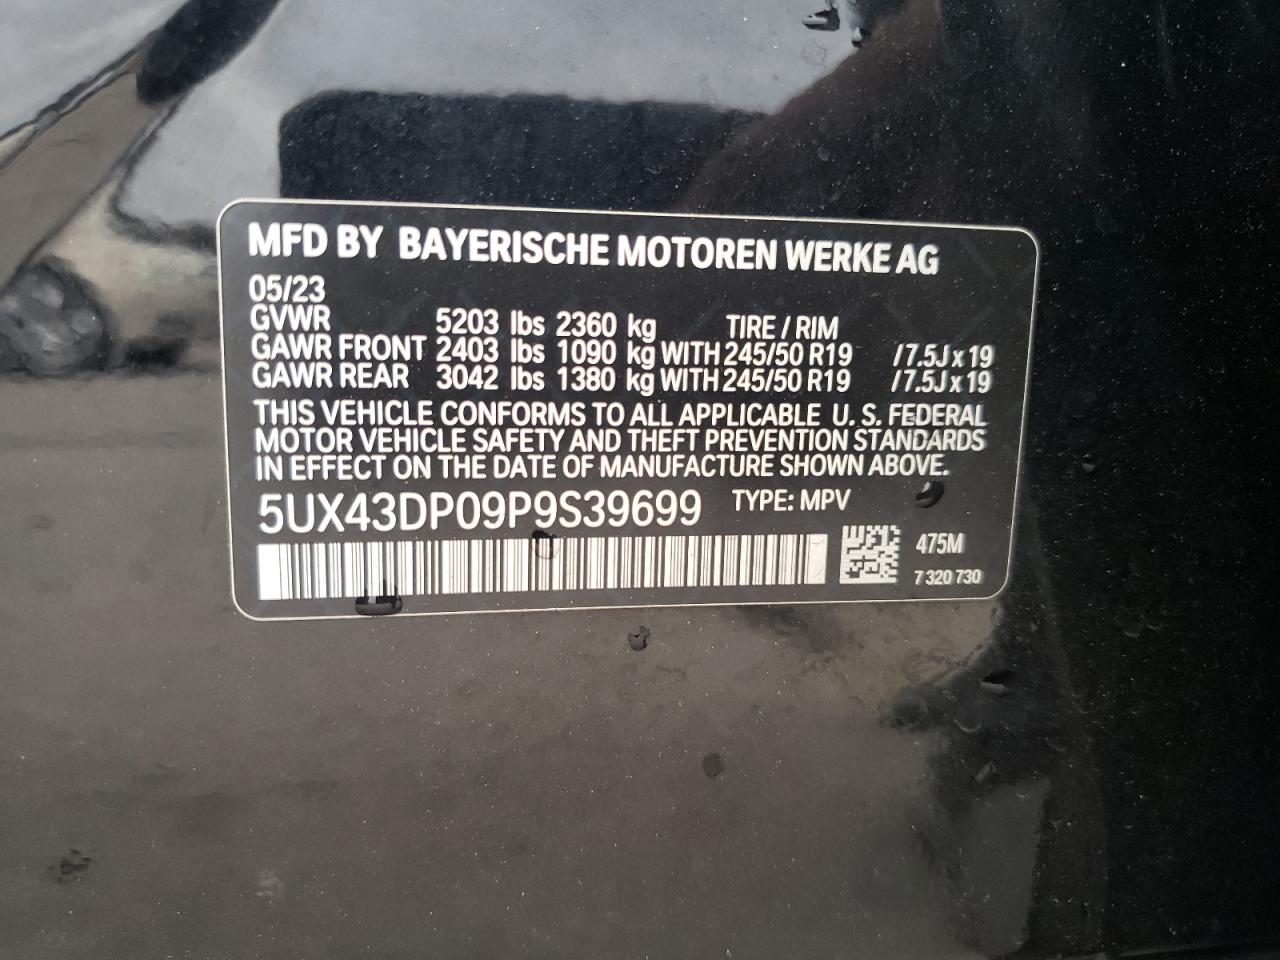 MFD BY BAYERISCHE MOTOREN WERKE AG
05/23
GVWR 5203 lbs 2360 kg TIRE / RIM
GAWR FRONT 2403 lbs 1090 kg WITH 245/50 R19 / 7.5J x 19
GAWR REAR 3042 lbs 1380 kg WITH 245/50 R19 / 7.5J x 19
THIS VEHICLE CONFORMS TO ALL APPLICABLE U. S. FEDERAL
MOTOR VEHICLE SAFETY AND THEFT PREVENTION STANDARDS
IN EFFECT ON THE DATE OF MANUFACTURE SHOWN ABOVE.
5UX43DP09P9S39699 TYPE: MPV
475M
7 320 730